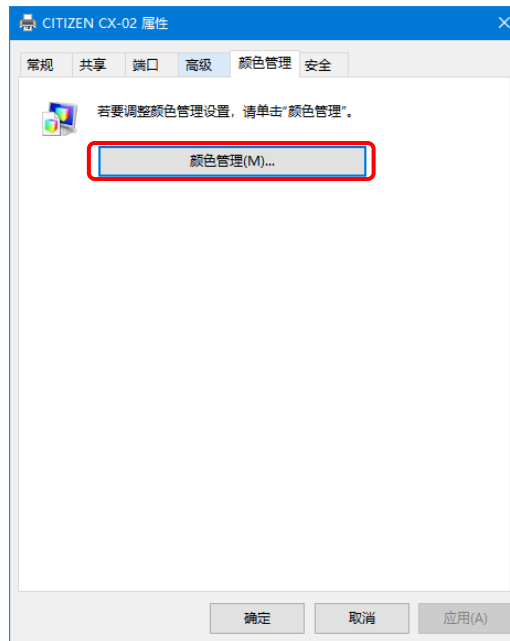 CITIZEN CX-02 属性
常规 共享 端口 高级 颜色管理 安全
若要调整颜色管理设置，请单击"颜色管理"。
颜色管理(M)...
确定 取消 应用(A)